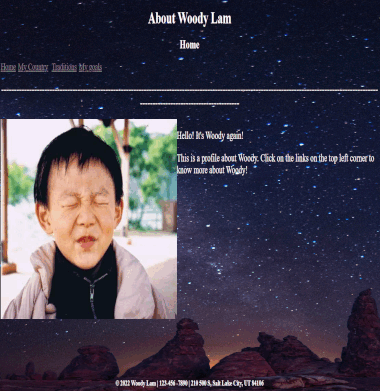 About Woody Lam
Home
Home My Country Traditions My goals
Hello! It's Woody again!
This is a profile about Woody. Click on the links on the top left corner to
know more about Woody!
© 2022 Woody Lam | 123-456 -7890 | 210 500 S, Salt Lake City, UT 84106